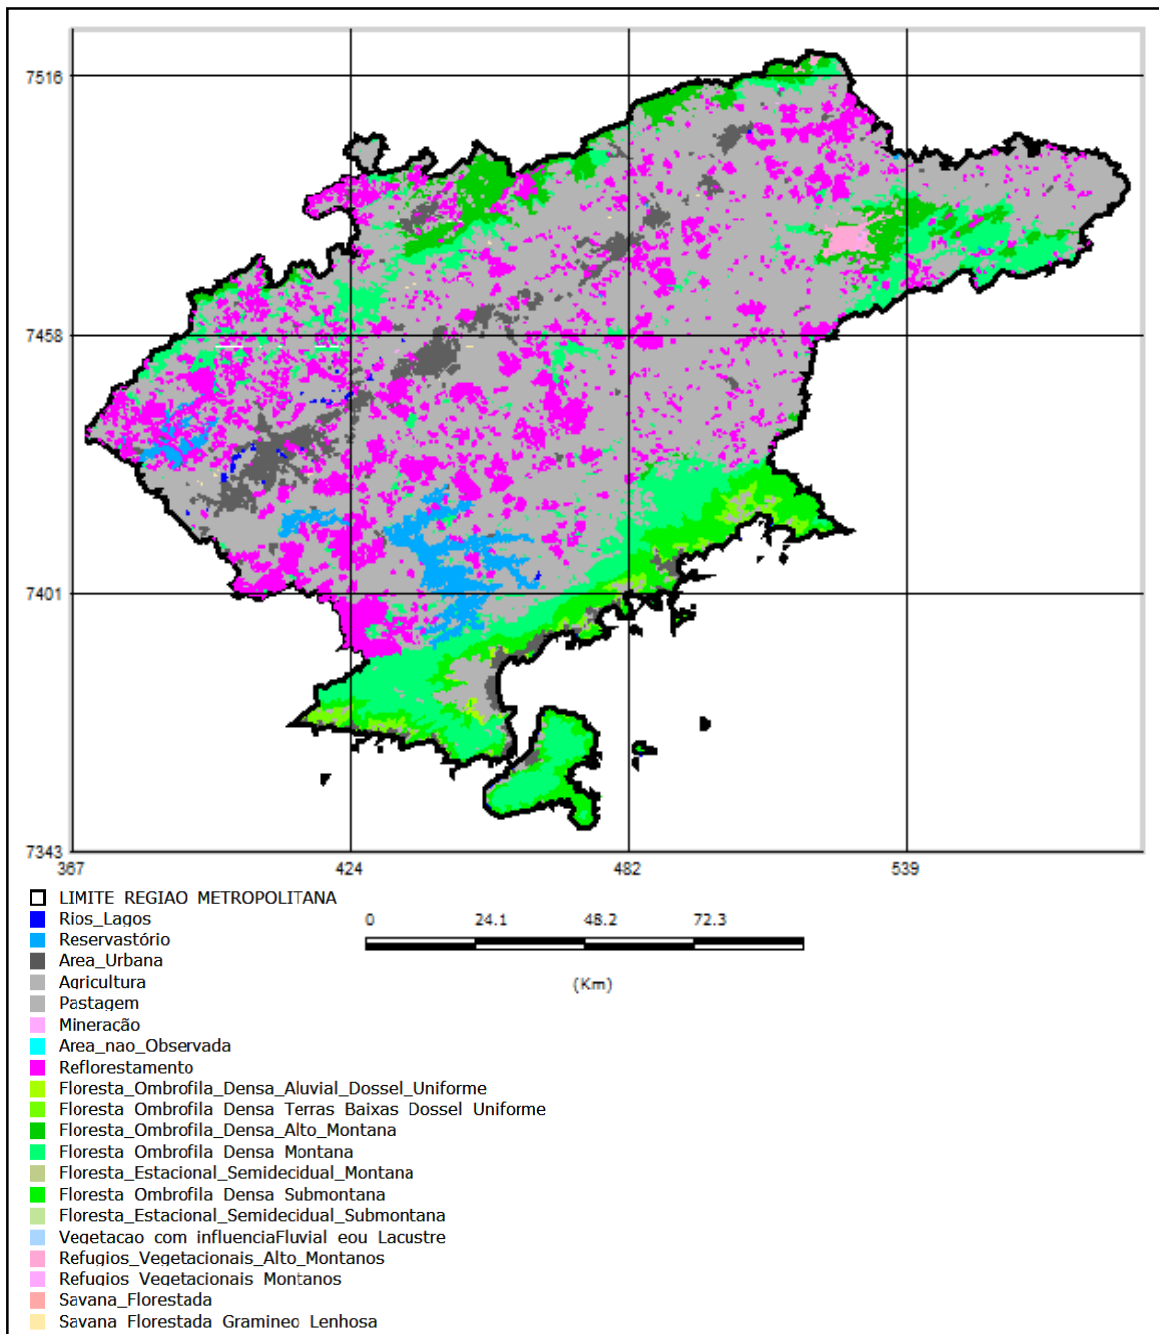 7516
7458
7401
7343
367 424 482 539
LIMITE REGIAO METROPOLITANA
Rios_Lagos
Reservastório
Area_Urbana
Agricultura
Pastagem
Mineração
Area_nao_Observada
Reflorestamento
Floresta_Ombrofila_Densa_Aluvial_Dossel_Uniforme
Floresta Ombrofila Densa Terras Baixas Dossel Uniforme
Floresta_Ombrofila_Densa_Alto_Montana
Floresta Ombrofila Densa Montana
Floresta_Estacional_Semidecidual_Montana
Floresta Ombrofila Densa Submontana
Floresta_Estacional_Semidecidual_Submontana
Vegetacao com influenciaFluvial eou Lacustre
Refugios_Vegetacionais_Alto_Montanos
Refugios Vegetacionais Montanos
Savana_Florestada
Savana Florestada Gramineo Lenhosa
0 24.1 48.2 72.3
(Km)